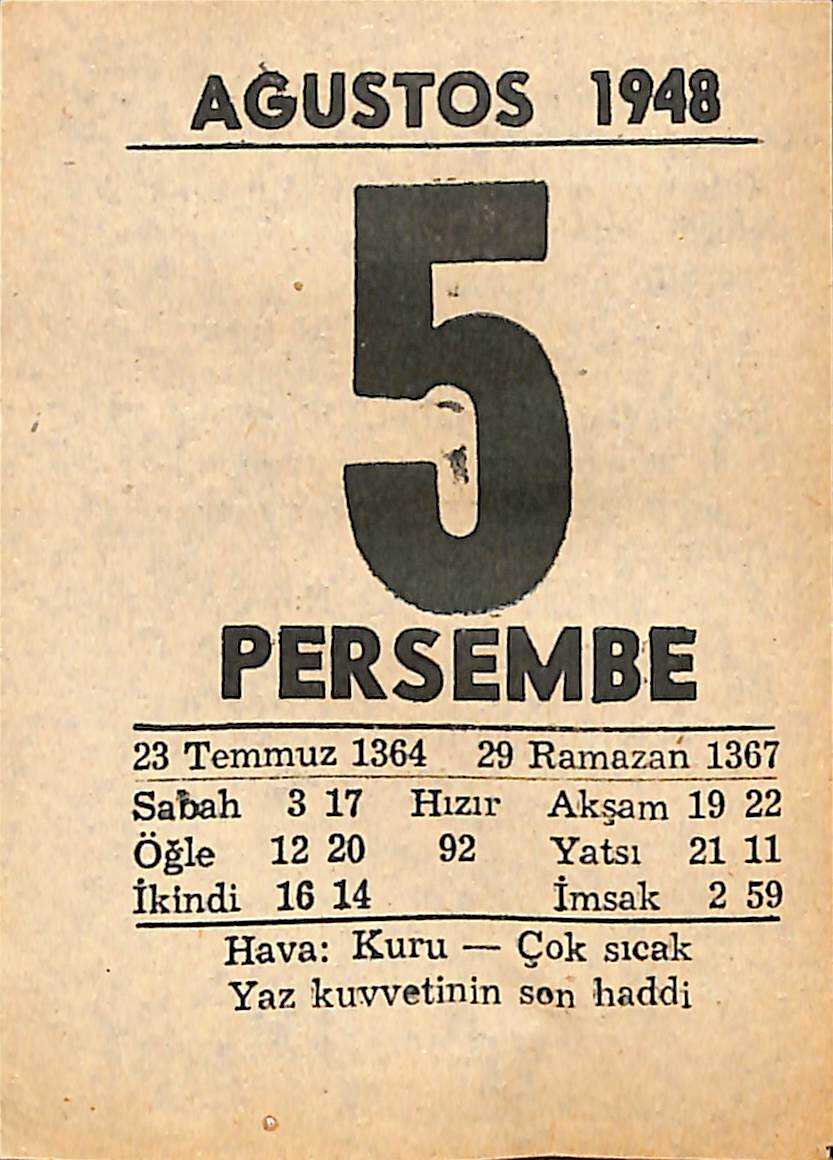 AĞUSTOS 1948
5
PERSEMBE
23 Temmuz 1364 29 Ramazan 1367
Sabah 3 17 Hızır Akşam 19 22
Öğle 12 20 92 Yatsı 21 11
İkindi 16 14 İmsak 2 59
Hava: Kuru — Çok sıcak
Yaz kuvvetinin son haddi